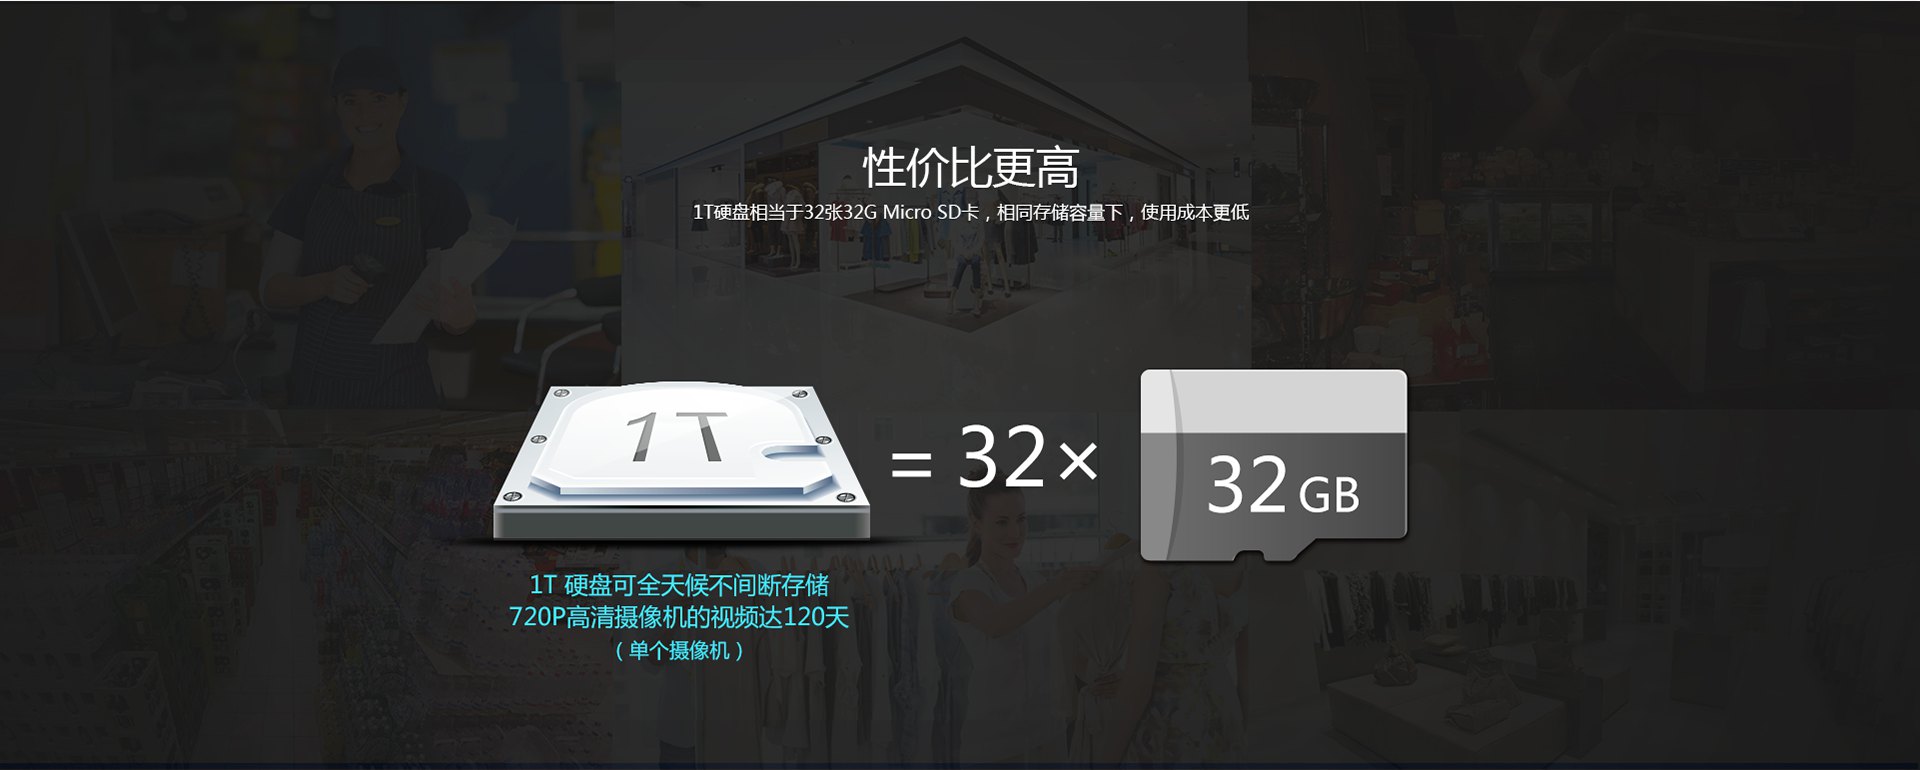 性价比更高
1T硬盘相当于32张32G Micro SD卡，相同存储容量下，使用成本更低
1T
= 32×
32 GB
1T 硬盘可全天候不间断存储
720P高清摄像机的视频达120天
（单个摄像机）